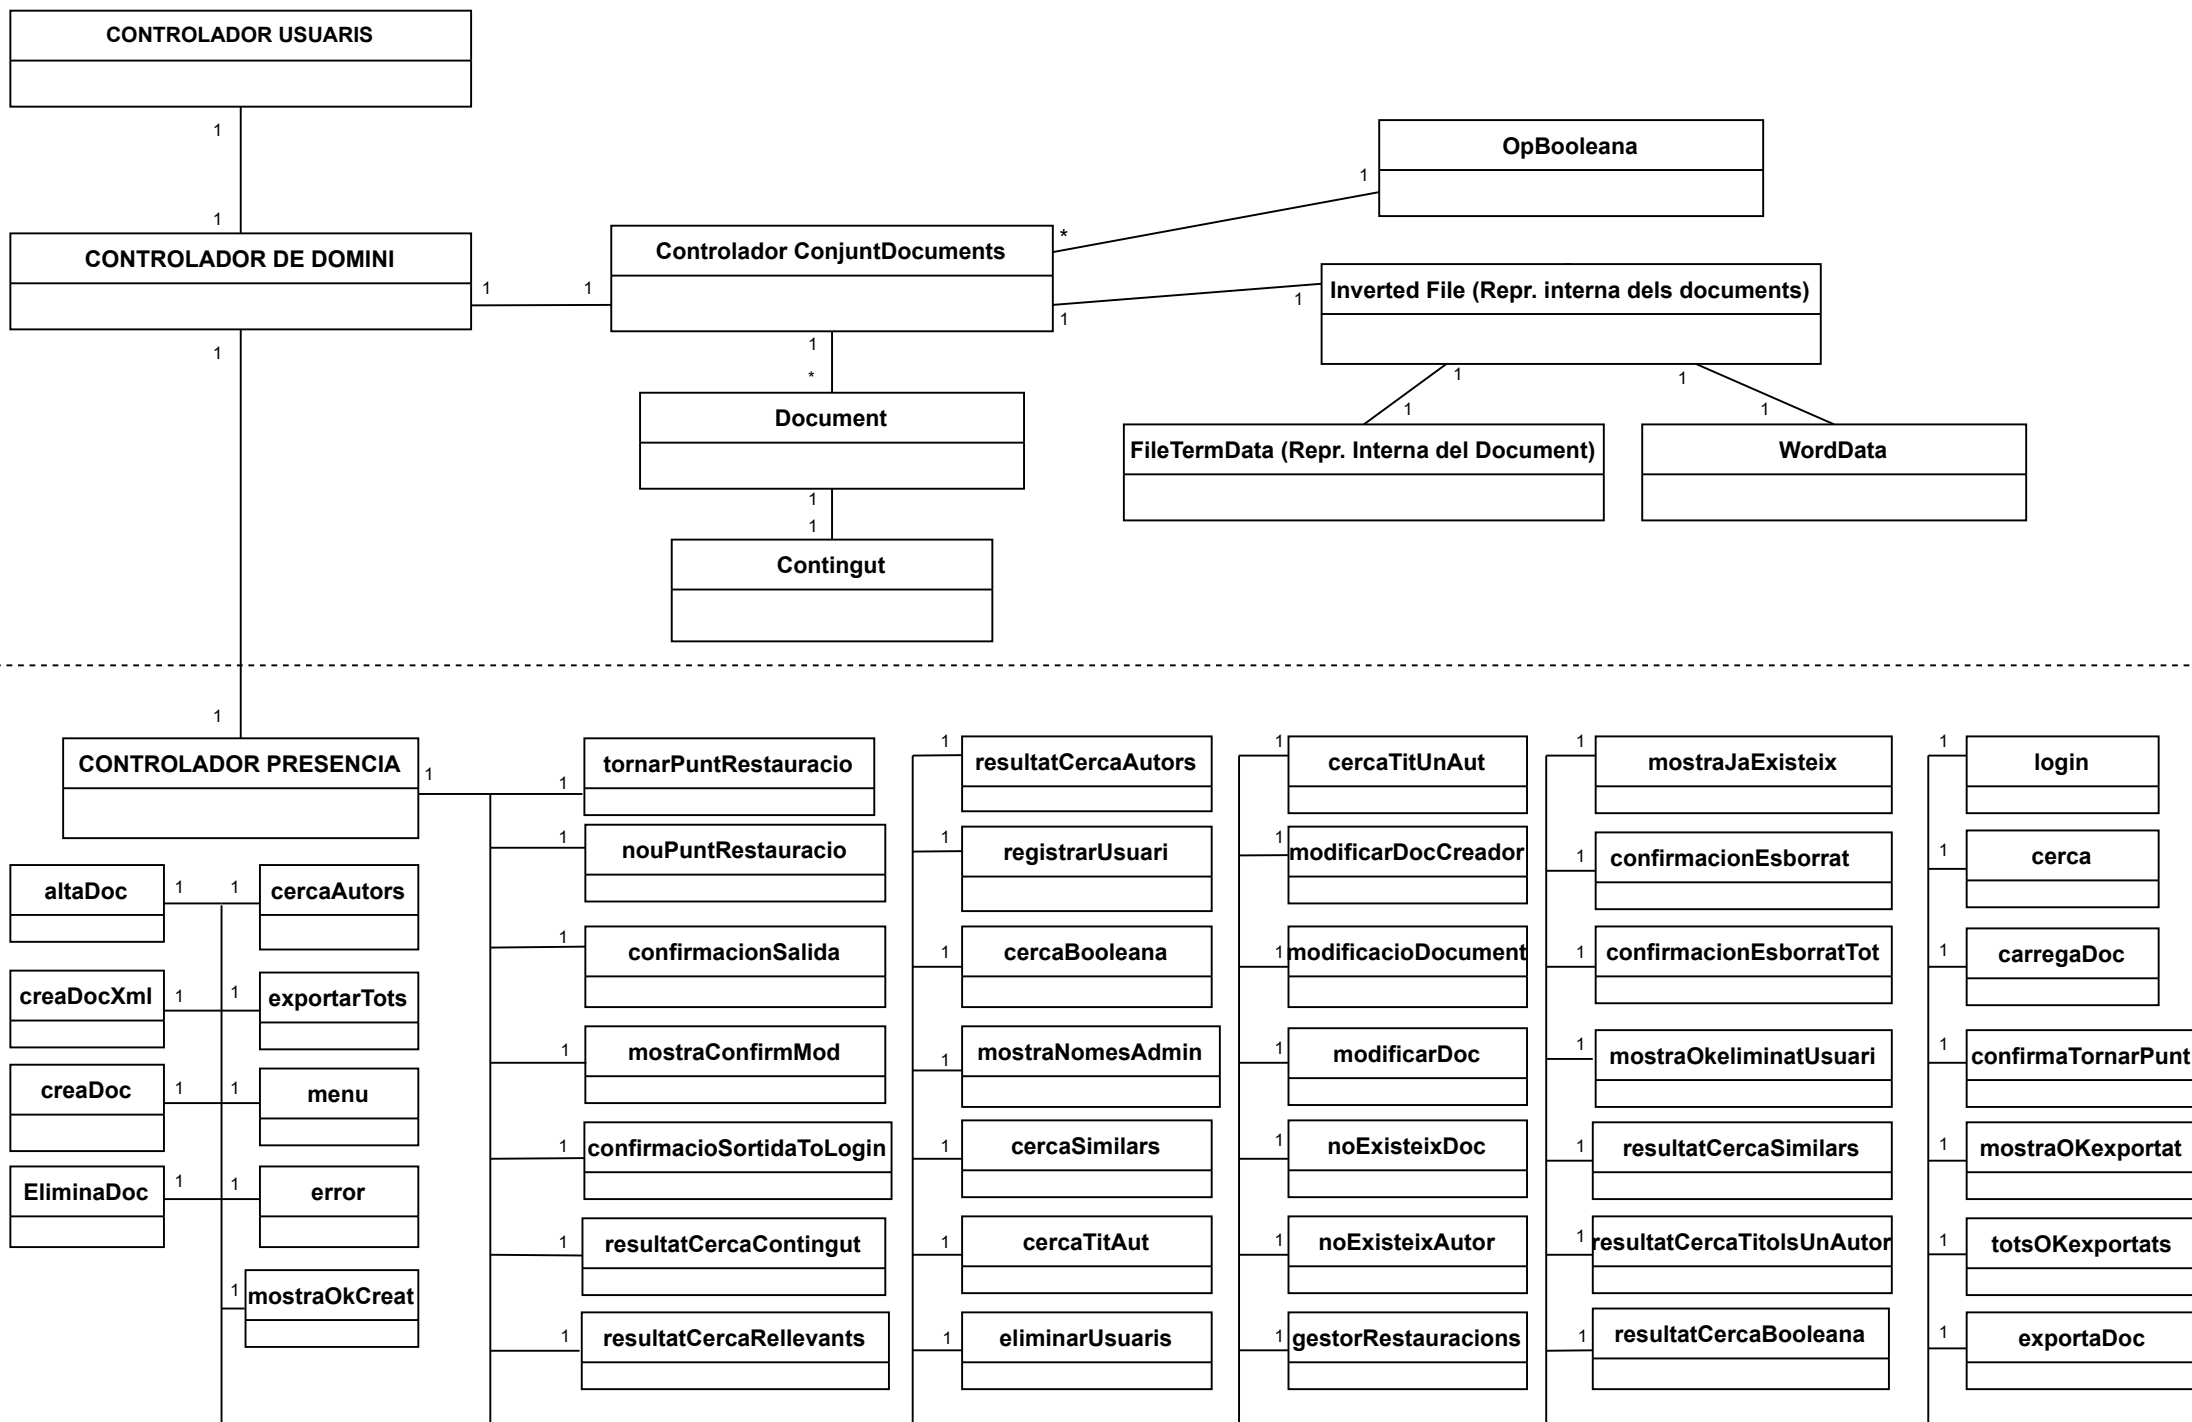 CONTROLADOR USUARIS
1
1
CONTROLADOR DE DOMINI
1
1
1
Controlador ConjuntDocuments
*
1
OpBooleana
1
1
Inverted File (Repr. interna dels documents)
1
*
Document
1
1
Contingut
1
1
FileTermData (Repr. Interna del Document)
1
1
WordData
1
CONTROLADOR PRESENCIA
1
altaDoc
1
1
cercaAutors
creaDocXml
1
1
exportarTots
creaDoc
1
1
menu
EliminaDoc
1
1
error
1
mostraOkCreat
1
tornarPuntRestauracio
1
nouPuntRestauracio
1
confirmacionSalida
1
mostraConfirmMod
1
confirmacioSortidaToLogin
1
resultatCercaContingut
1
resultatCercaRellevants
1
resultatCercaAutors
1
registrarUsuari
1
cercaBooleana
1
mostraNomesAdmin
1
cercaSimilars
1
cercaTitAut
1
eliminarUsuaris
1
cercaTitUnAut
1
modificarDocCreador
1
modificacioDocument
1
modificarDoc
1
noExisteixDoc
1
noExisteixAutor
1
gestorRestauracions
1
mostraJaExisteix
1
confirmacionEsborrat
1
confirmacionEsborratTot
1
mostraOkeliminatUsuari
1
resultatCercaSimilars
1
resultatCercaTitolsUnAutor
1
resultatCercaBooleana
1
login
1
cerca
1
carregaDoc
1
confirmaTornarPunt
1
mostraOKexportat
1
totsOKexportats
1
exportaDoc